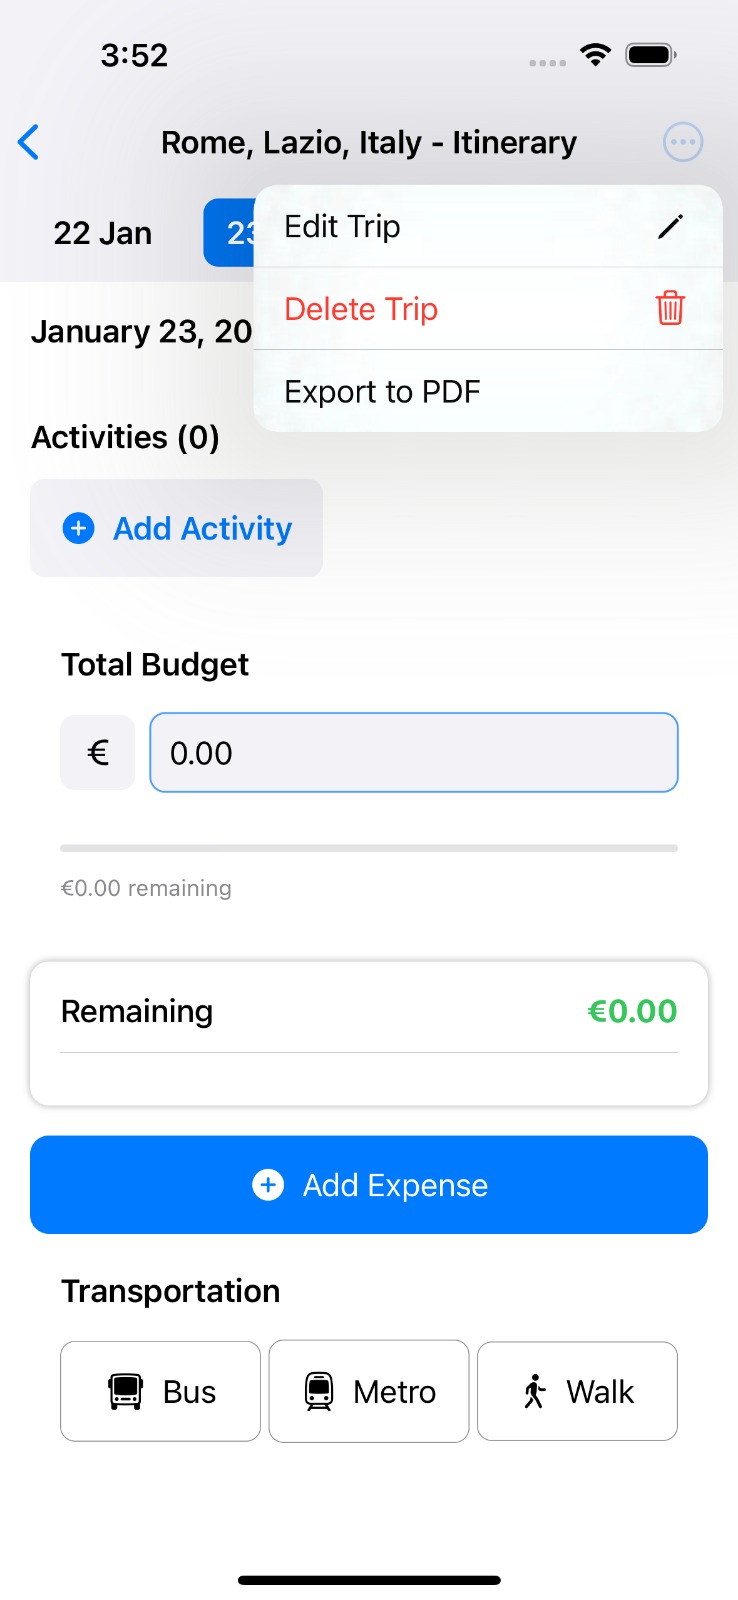 3:52
Rome, Lazio, Italy - Itinerary
22 Jan
Edit Trip
Delete Trip
January 23, 20
Export to PDF
Activities (0)
Add Activity
Total Budget
€
0.00
€0.00 remaining
Remaining
€0.00
Add Expense
Transportation
Bus
Metro
Walk